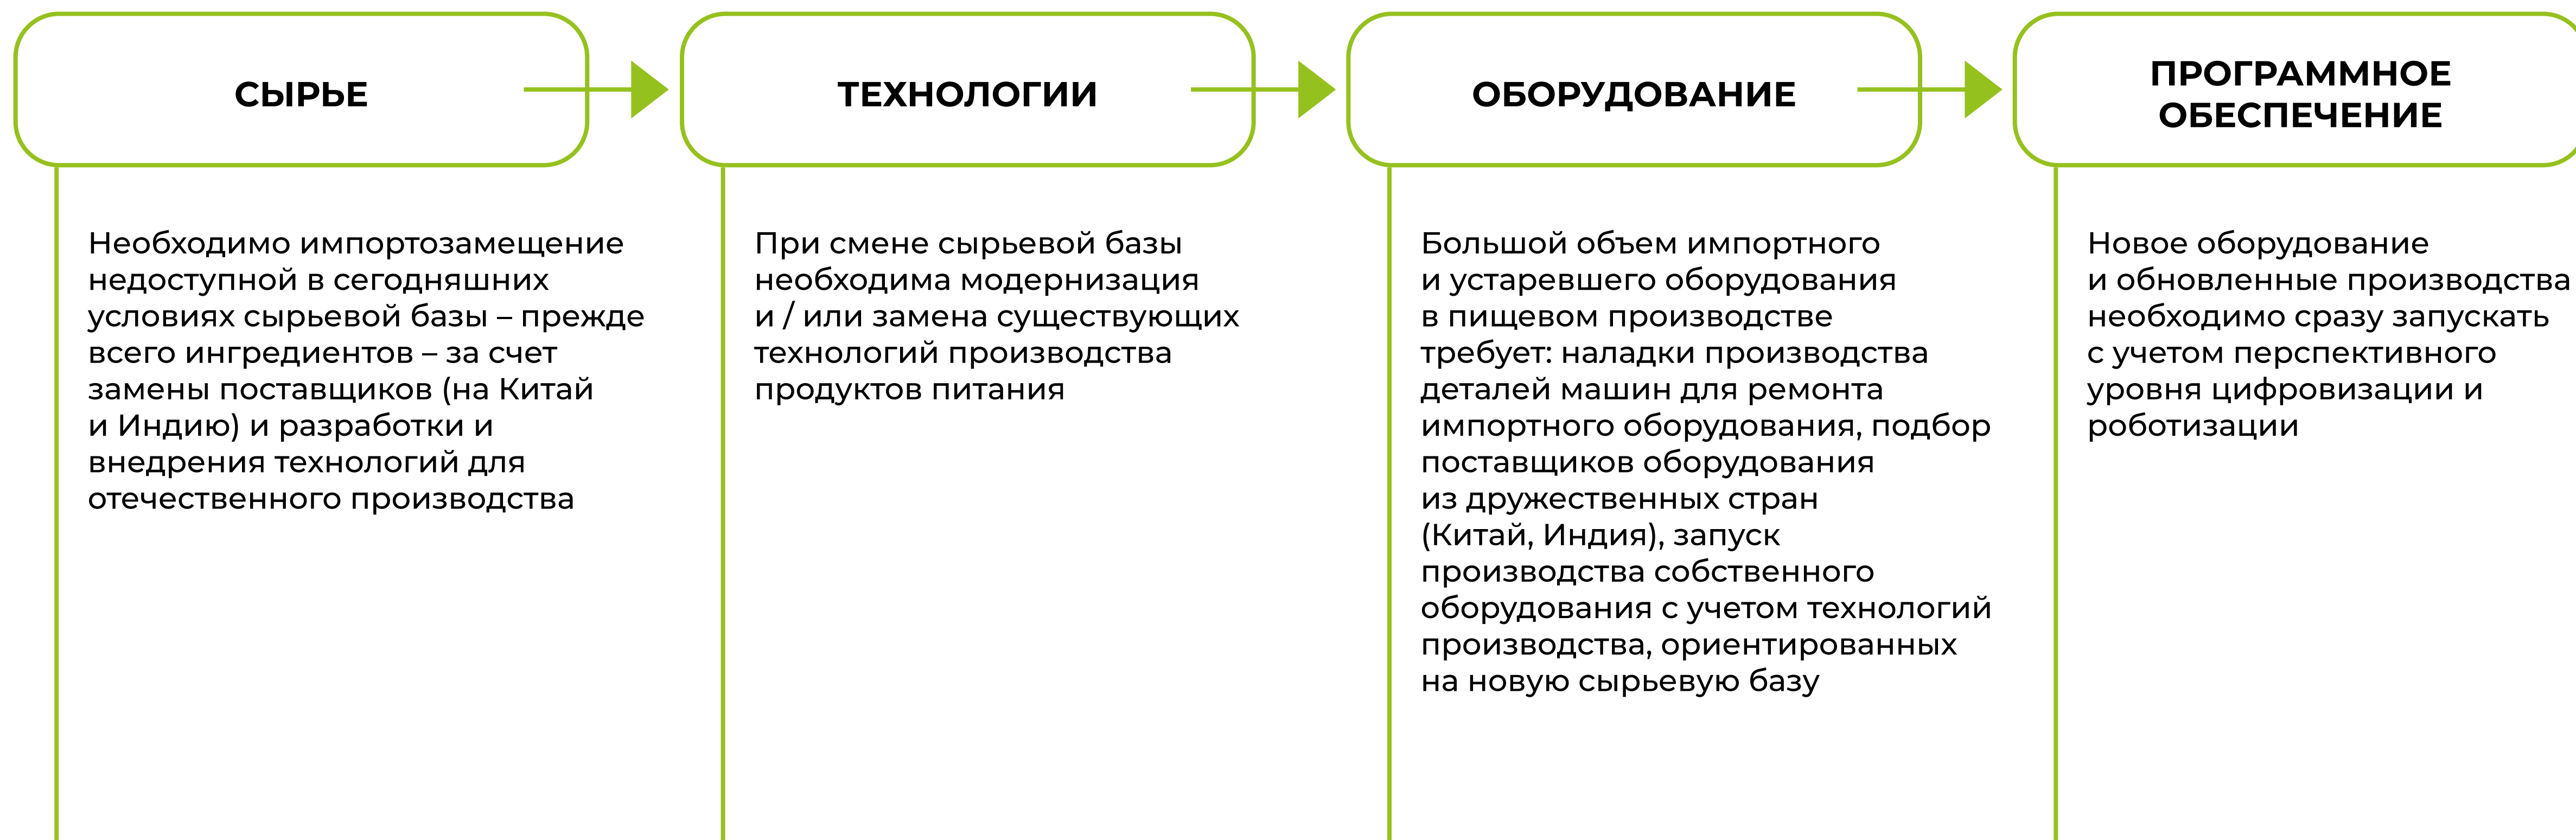 СЫРЬЕ
Необходимо импортозамещение
недоступной в сегодняшних
условиях сырьевой базы – прежде
всего ингредиентов – за счет
замены поставщиков (на Китай
и Индию) и разработки и
внедрения технологий для
отечественного производства
ТЕХНОЛОГИИ
При смене сырьевой базы
необходима модернизация
и / или замена существующих
технологий производства
продуктов питания
ОБОРУДОВАНИЕ
Большой объем импортного
и устаревшего оборудования
в пищевом производстве
требует: наладки производства
деталей машин для ремонта
импортного оборудования, подбор
поставщиков оборудования
из дружественных стран
(Китай, Индия), запуск
производства собственного
оборудования с учетом технологий
производства, ориентированных
на новую сырьевую базу
ПРОГРАММНОЕ
ОБЕСПЕЧЕНИЕ
Новое оборудование
и обновленные производства
необходимо сразу запускать
с учетом перспективного
уровня цифровизации и
роботизации